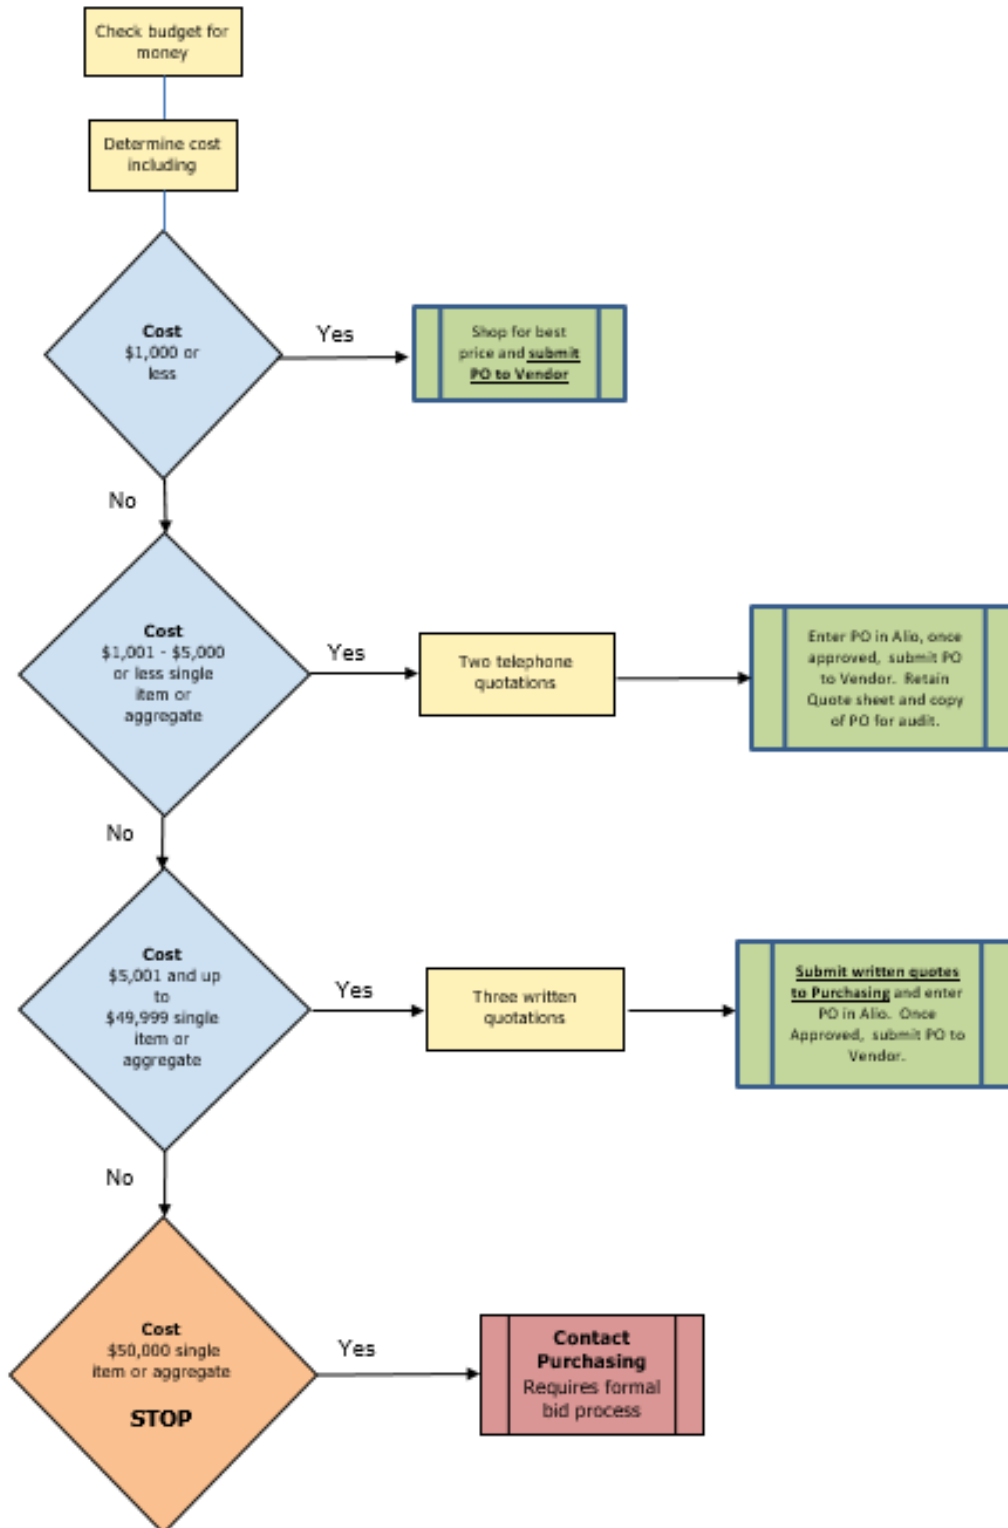 Check budget for
money
Determine cost
including
Cost
$1,000 or
less
Yes
Shop for best
price and submit
PO to Vendor
No
Cost
$1,001 - $5,000
or less single
item or
aggregate
Yes
Two telephone
quotations
Enter PO in Alio, once
approved, submit PO
to Vendor. Retain
Quote sheet and copy
of PO for audit.
No
Cost
$5,001 and up
to
$49,999 single
item or
aggregate
Yes
Three written
quotations
Submit written quotes
to Purchasing and enter
PO in Alio. Once
Approved, submit PO to
Vendor.
No
Cost
$50,000 single
item or aggregate
STOP
Yes
Contact
Purchasing
Requires formal
bid process